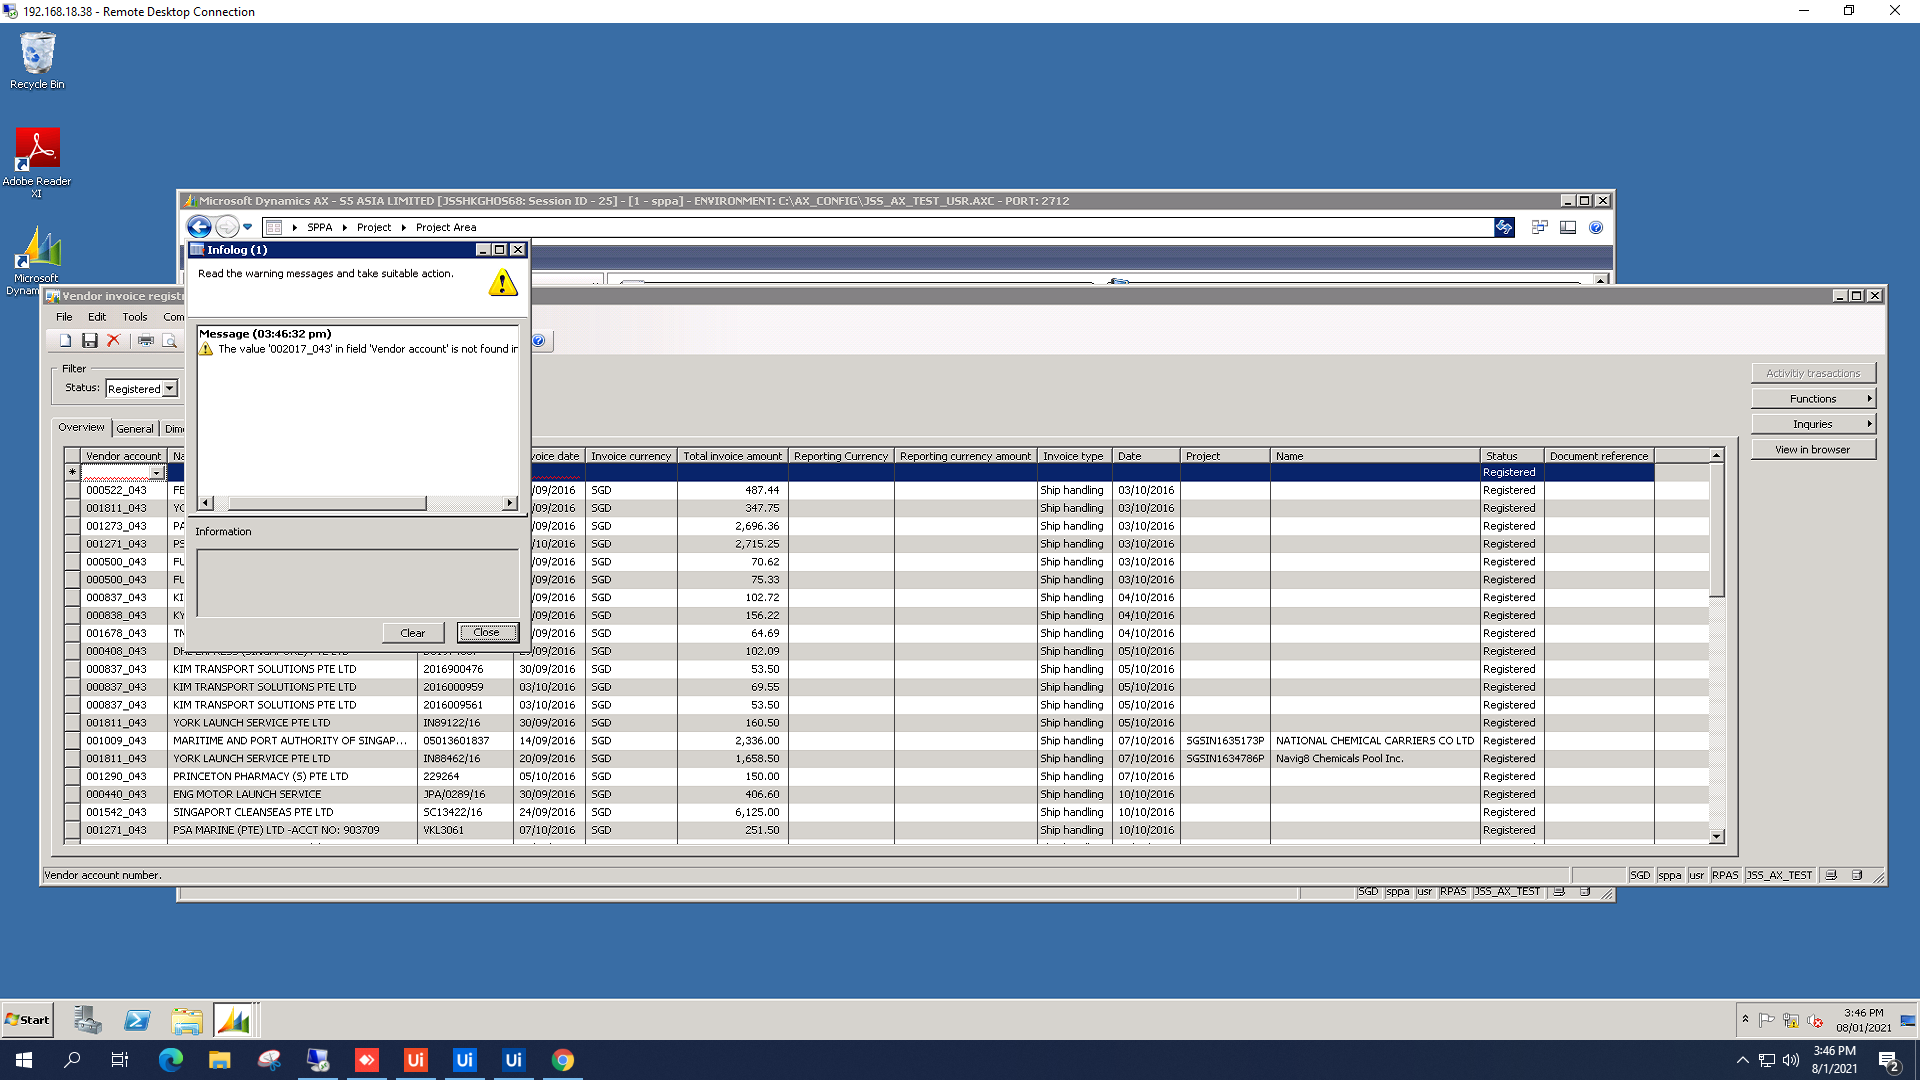 192.168.18.38 - Remote Desktop Connection
Recycle Bin
Adobe Reader
XI
Microsoft
Dynam
Microsoft Dynamics AX - S5 ASIA LIMITED [JSSHKGHOS68: Session ID - 25] - [1 - sppa] - ENVIRONMENT: C:\AX_CONFIG\JSS_AX_TEST_USR.AXC - PORT: 2712
SPPA Project Project Area
Infolog (1)
Read the warning messages and take suitable action.
Message (03:46:32 pm)
The value '002017_043' in field 'Vendor account' is not found in
Information
Clear Close
Vendor invoice registr
File Edit Tools Com
Filter
Status: Registered
Activitiy trasactions
Functions
Inquries
View in browser
Overview General Dime
Vendor account Na voice date Invoice currency Total invoice amount Reporting Currency Reporting currency amount Invoice type Date Project Name Status Document reference
* Registered
000522_043 FE /09/2016 SGD 487.44 Ship handling 03/10/2016 Registered
001811_043 YO /09/2016 SGD 347.75 Ship handling 03/10/2016 Registered
001273_043 PA /09/2016 SGD 2,696.36 Ship handling 03/10/2016 Registered
001271_043 PS /10/2016 SGD 2,715.25 Ship handling 03/10/2016 Registered
000500_043 FU /09/2016 SGD 70.62 Ship handling 03/10/2016 Registered
000500_043 FU /09/2016 SGD 75.33 Ship handling 03/10/2016 Registered
000837_043 KI /09/2016 SGD 102.72 Ship handling 04/10/2016 Registered
000838_043 KY /09/2016 SGD 156.22 Ship handling 04/10/2016 Registered
001678_043 TN /09/2016 SGD 64.69 Ship handling 04/10/2016 Registered
000408_043 DHL EXPRESS (SINGAPORE) PTE LTD /09/2016 SGD 102.09 Ship handling 05/10/2016 Registered
000837_043 KIM TRANSPORT SOLUTIONS PTE LTD 2016900476 30/09/2016 SGD 53.50 Ship handling 05/10/2016 Registered
000837_043 KIM TRANSPORT SOLUTIONS PTE LTD 2016000959 03/10/2016 SGD 69.55 Ship handling 05/10/2016 Registered
000837_043 KIM TRANSPORT SOLUTIONS PTE LTD 2016009561 03/10/2016 SGD 53.50 Ship handling 05/10/2016 Registered
001811_043 YORK LAUNCH SERVICE PTE LTD IN89122/16 30/09/2016 SGD 160.50 Ship handling 05/10/2016 Registered
001009_043 MARITIME AND PORT AUTHORITY OF SINGAP... 05013601837 14/09/2016 SGD 2,336.00 Ship handling 07/10/2016 SGSIN1635173P NATIONAL CHEMICAL CARRIERS CO LTD Registered
001811_043 YORK LAUNCH SERVICE PTE LTD IN88462/16 20/09/2016 SGD 1,658.50 Ship handling 07/10/2016 SGSIN1634786P Navig8 Chemicals Pool Inc. Registered
001290_043 PRINCETON PHARMACY (S) PTE LTD 229264 05/10/2016 SGD 150.00 Ship handling 07/10/2016 Registered
000440_043 ENG MOTOR LAUNCH SERVICE JPA/0289/16 30/09/2016 SGD 406.60 Ship handling 10/10/2016 Registered
001542_043 SINGAPORT CLEANSEAS PTE LTD SC13422/16 24/09/2016 SGD 6,125.00 Ship handling 10/10/2016 Registered
001271_043 PSA MARINE (PTE) LTD -ACCT NO: 903709 VKL3061 07/10/2016 SGD 251.50 Ship handling 10/10/2016 Registered
Vendor account number. SGD sppa usr RPAS JSS_AX_TEST
SGD sppa usr RPAS JSS_AX_TEST
Start 3:46 PM
08/01/2021
Ui Ui Ui 3:46 PM
8/1/2021
2